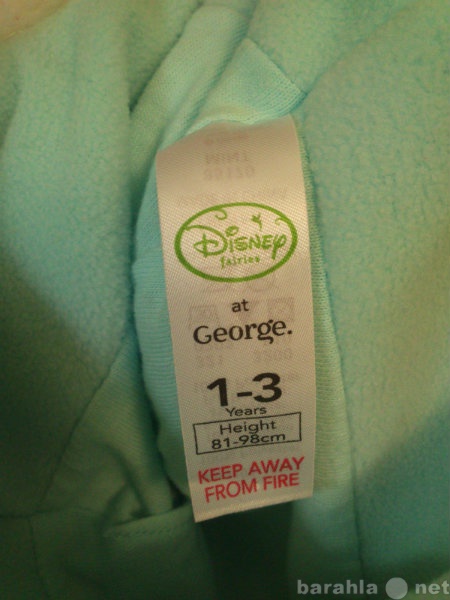 Disney
fairies
at
George.
1-3
Years
Height
81-98cm
KEEP AWAY
FROM FIRE
barahla.net